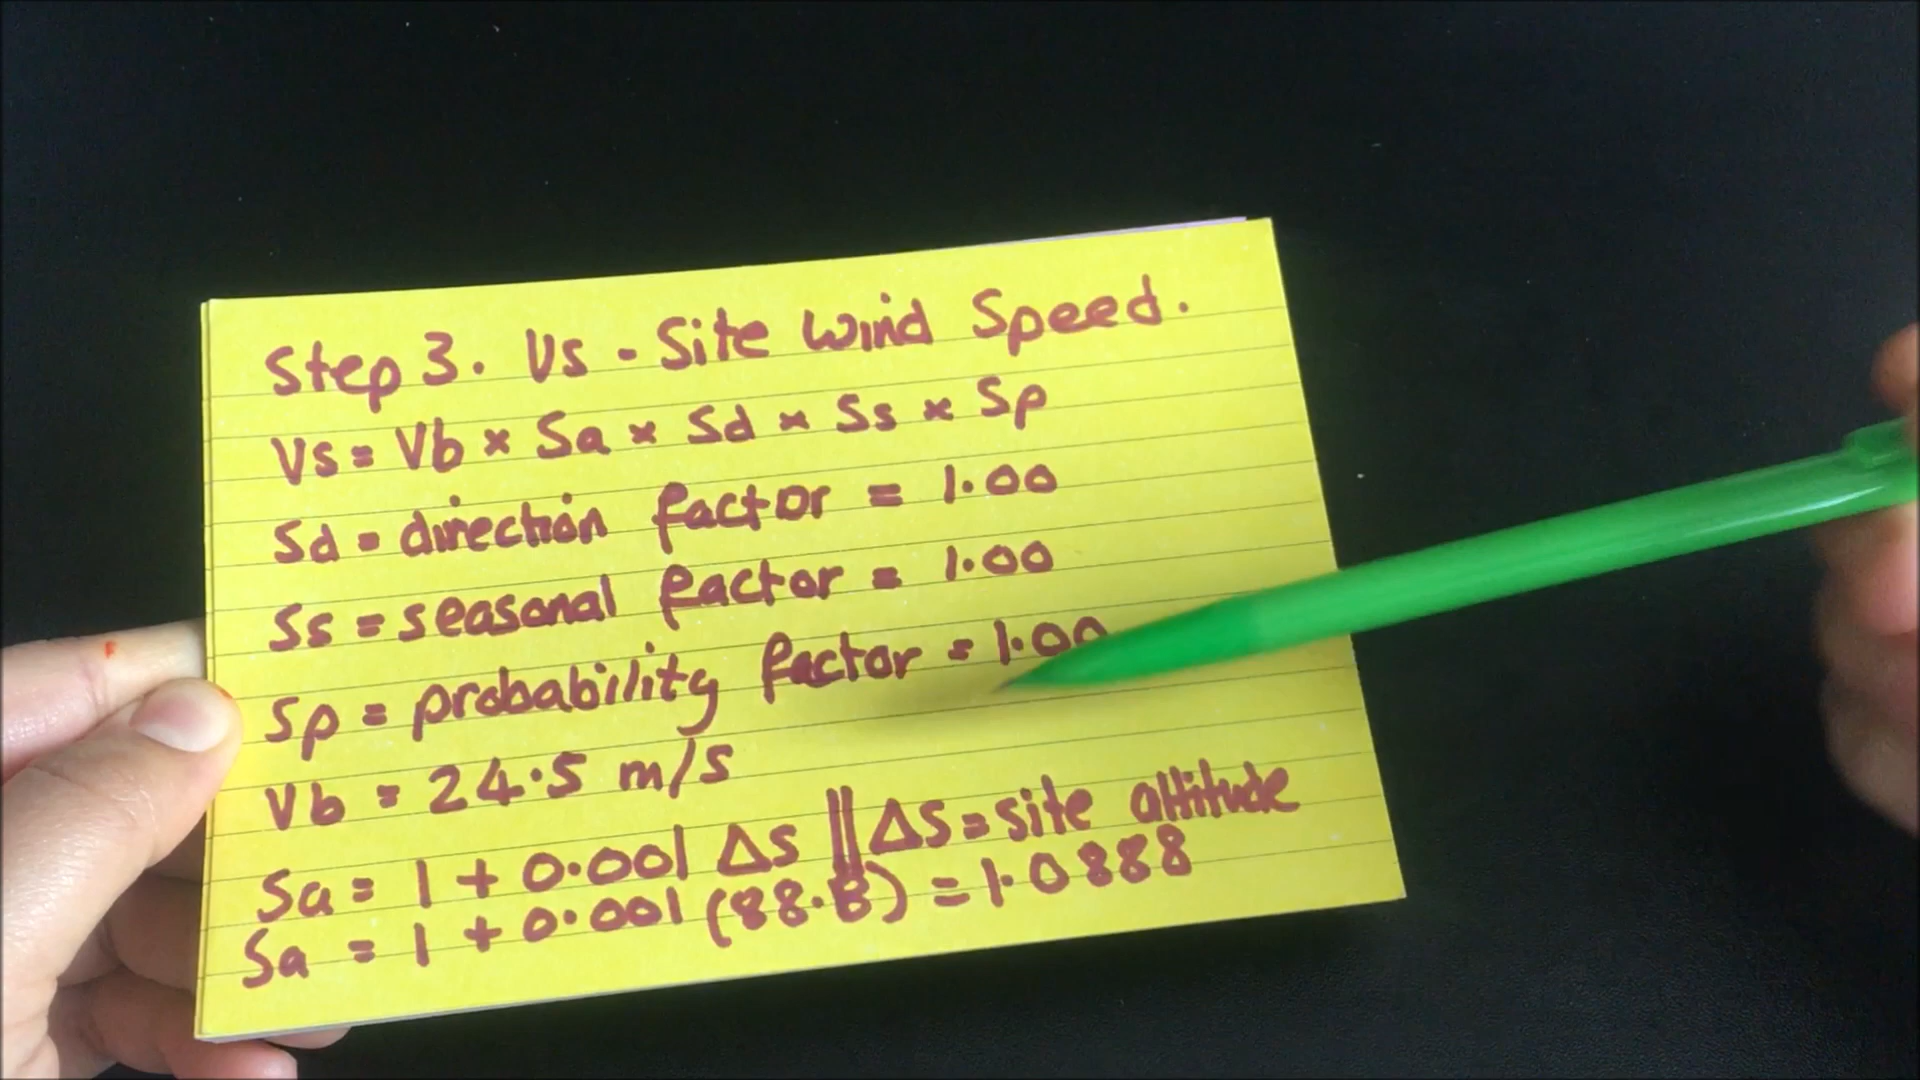 Step 3. Vs - Site Wind Speed.
Vs = Vb × Sa × Sd × Ss × Sp
Sd = direction factor = 1.00
Ss = seasonal factor = 1.00
Sp = probability factor = 1.00
Vb = 24.5 m/s
Sa = 1 + 0.001 Δs || Δs = site altitude
Sa = 1 + 0.001 (88.8) = 1.0888